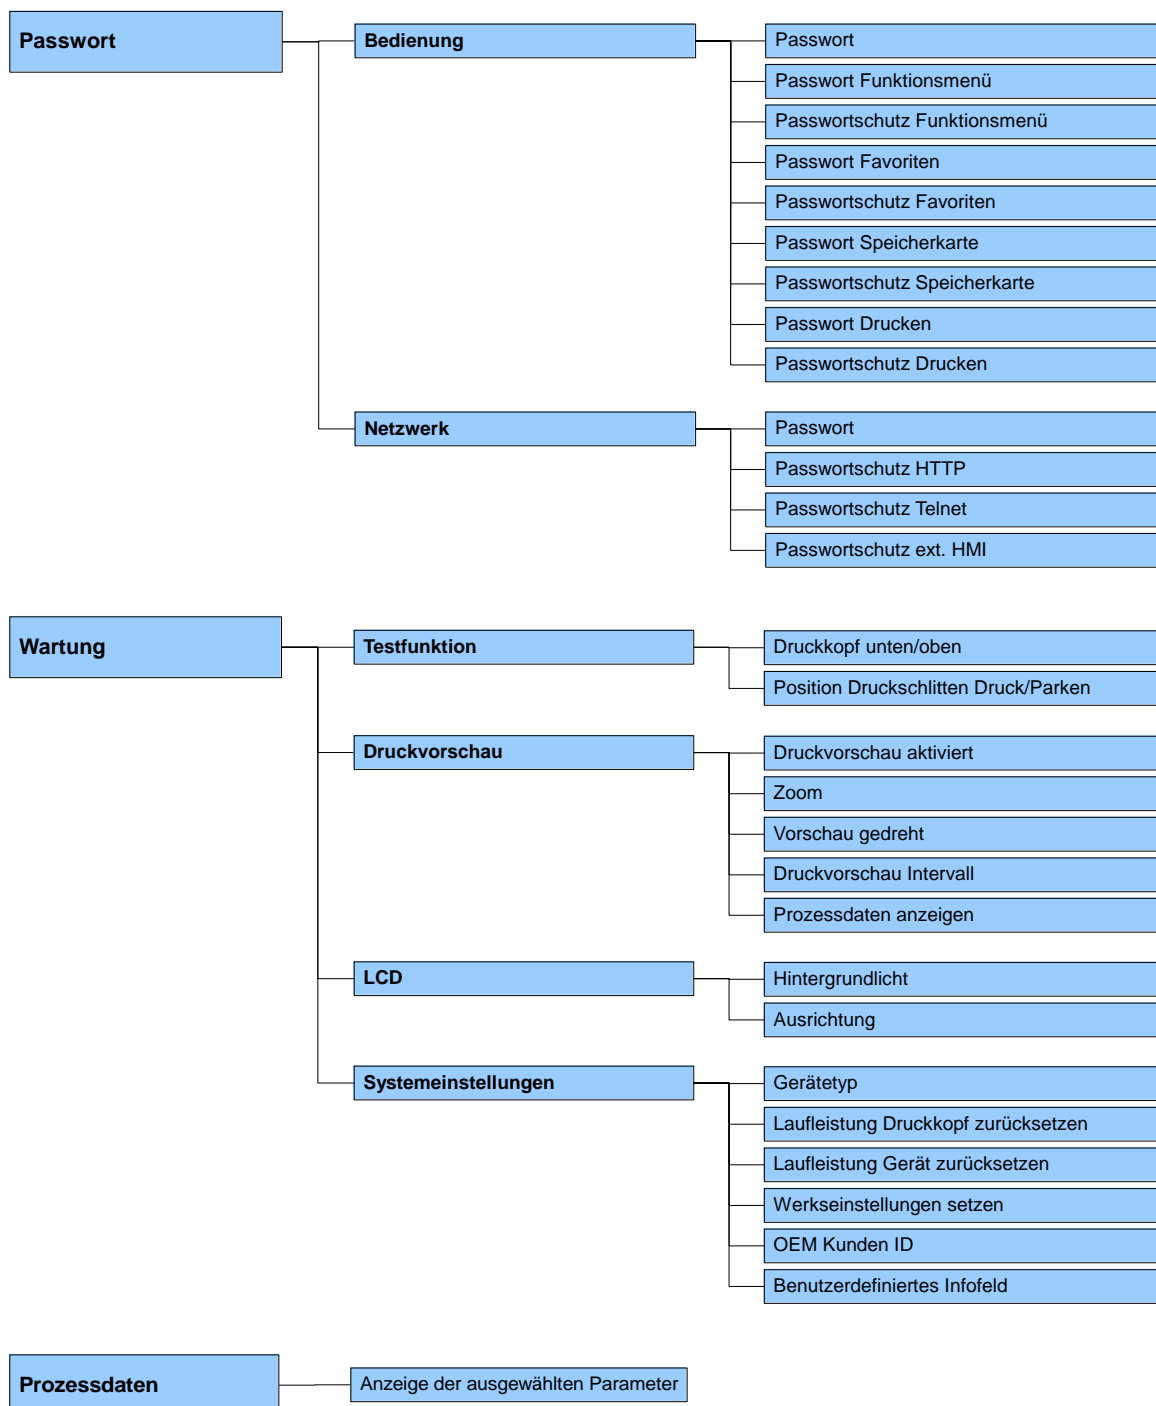 Passwort
Bedienung
Passwort
Passwort Funktionsmenü
Passwortschutz Funktionsmenü
Passwort Favoriten
Passwortschutz Favoriten
Passwort Speicherkarte
Passwortschutz Speicherkarte
Passwort Drucken
Passwortschutz Drucken
Netzwerk
Passwort
Passwortschutz HTTP
Passwortschutz Telnet
Passwortschutz ext. HMI
Wartung
Testfunktion
Druckkopf unten/oben
Position Druckschlitten Druck/Parken
Druckvorschau
Druckvorschau aktiviert
Zoom
Vorschau gedreht
Druckvorschau Intervall
Prozessdaten anzeigen
LCD
Hintergrundlicht
Ausrichtung
Systemeinstellungen
Gerätetyp
Laufleistung Druckkopf zurücksetzen
Laufleistung Gerät zurücksetzen
Werkseinstellungen setzen
OEM Kunden ID
Benutzerdefiniertes Infofeld
Prozessdaten
Anzeige der ausgewählten Parameter